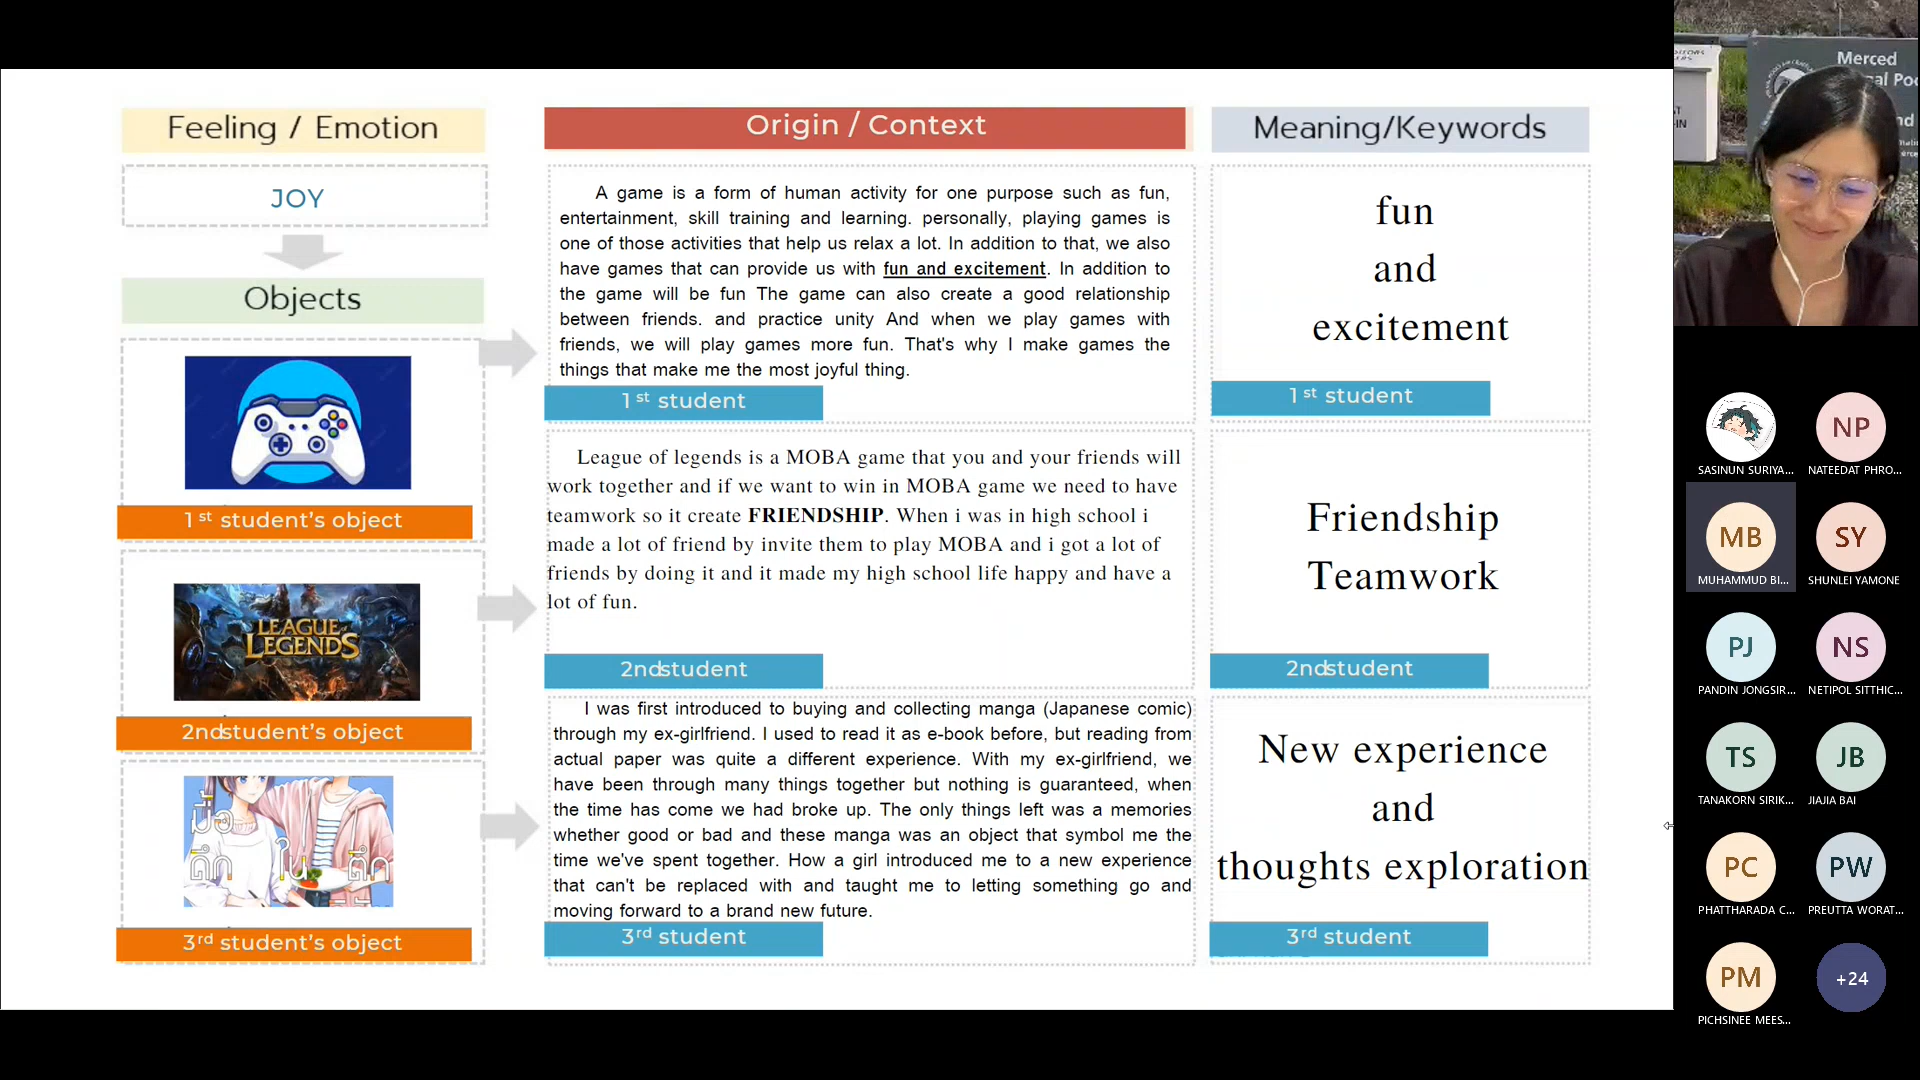 Feeling / Emotion
JOY
Objects
1st student's object
LEAGUE
LEGENDS
2ndstudent's object
มื้อ
ดึก ใน ตึก
3rd student's object
Origin / Context
A game is a form of human activity for one purpose such as fun,
entertainment, skill training and learning. personally, playing games is
one of those activities that help us relax a lot. In addition to that, we also
have games that can provide us with fun and excitement. In addition to
the game will be fun The game can also create a good relationship
between friends. and practice unity And when we play games with
friends, we will play games more fun. That's why I make games the
things that make me the most joyful thing.
1st student
League of legends is a MOBA game that you and your friends will
work together and if we want to win in MOBA game we need to have
teamwork so it create FRIENDSHIP. When i was in high school i
made a lot of friend by invite them to play MOBA and i got a lot of
friends by doing it and it made my high school life happy and have a
lot of fun.
2ndstudent
I was first introduced to buying and collecting manga (Japanese comic)
through my ex-girlfriend. I used to read it as e-book before, but reading from
actual paper was quite a different experience. With my ex-girlfriend, we
have been through many things together but nothing is guaranteed, when
the time has come we had broke up. The only things left was a memories
whether good or bad and these manga was an object that symbol me the
time we've spent together. How a girl introduced me to a new experience
that can't be replaced with and taught me to letting something go and
moving forward to a brand new future.
3rd student
Meaning/Keywords
fun
and
excitement
1st student
Friendship
Teamwork
2ndstudent
New experience
and
thoughts exploration
3rd student
Merced
SASINUN SURIYA...
NP
NATEEDAT PHRO...
MB
MUHAMMUD BI...
SY
SHUNLEI YAMONE
PJ
PANDIN JONGSIR...
NS
NETIPOL SITTHIC...
TS
TANAKORN SIRIK...
JB
JIAJIA BAI
PC
PHATTHARADA C...
PW
PREUTTA WORAT...
PM
PICHSINEE MEES...
+24